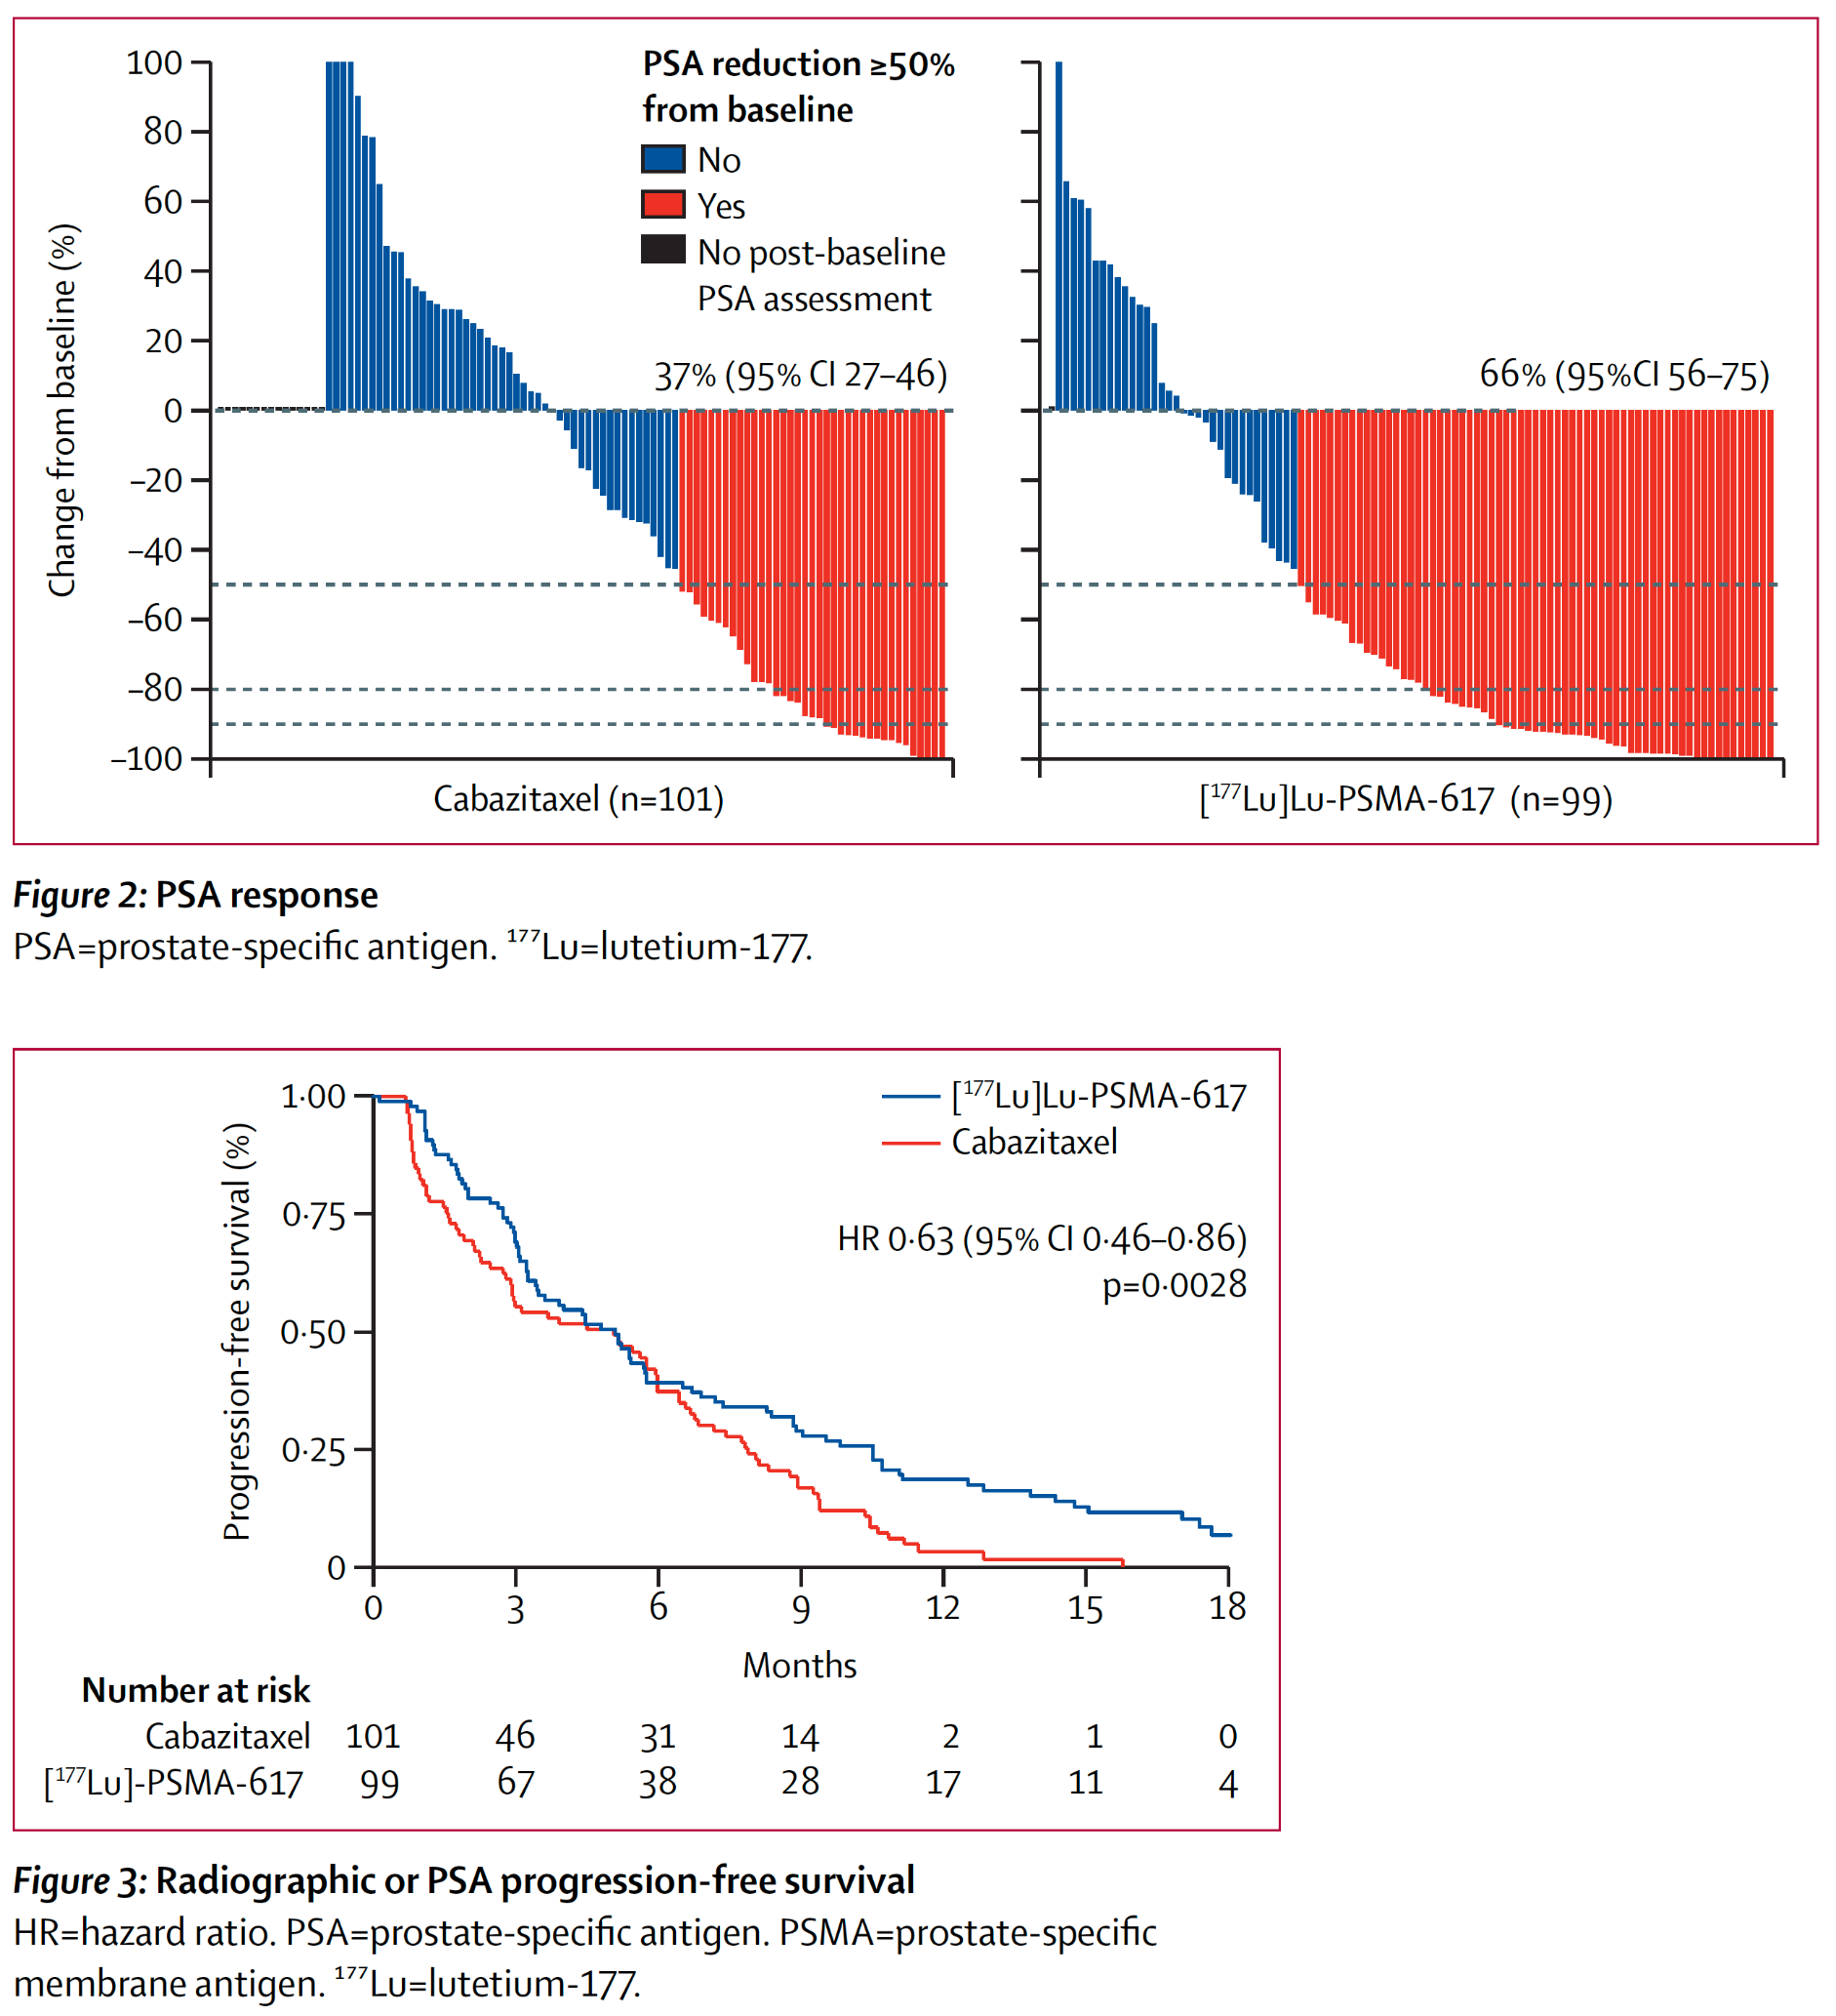 PSA reduction ≥50%
from baseline
No
Yes
No post-baseline
PSA assessment
Change from baseline (%)
100
80
60
40
20
0
–20
–40
–60
–80
–100
37% (95% CI 27–46)
66% (95%CI 56–75)
Cabazitaxel (n=101)
[¹⁷⁷Lu]Lu-PSMA-617 (n=99)
Figure 2: PSA response
PSA=prostate-specific antigen. ¹⁷⁷Lu=lutetium-177.
Progression-free survival (%)
1·00
0·75
0·50
0·25
0
[¹⁷⁷Lu]Lu-PSMA-617
Cabazitaxel
HR 0·63 (95% CI 0·46–0·86)
p=0·0028
0 3 6 9 12 15 18
Months
Number at risk
Cabazitaxel 101 46 31 14 2 1 0
[¹⁷⁷Lu]-PSMA-617 99 67 38 28 17 11 4
Figure 3: Radiographic or PSA progression-free survival
HR=hazard ratio. PSA=prostate-specific antigen. PSMA=prostate-specific
membrane antigen. ¹⁷⁷Lu=lutetium-177.